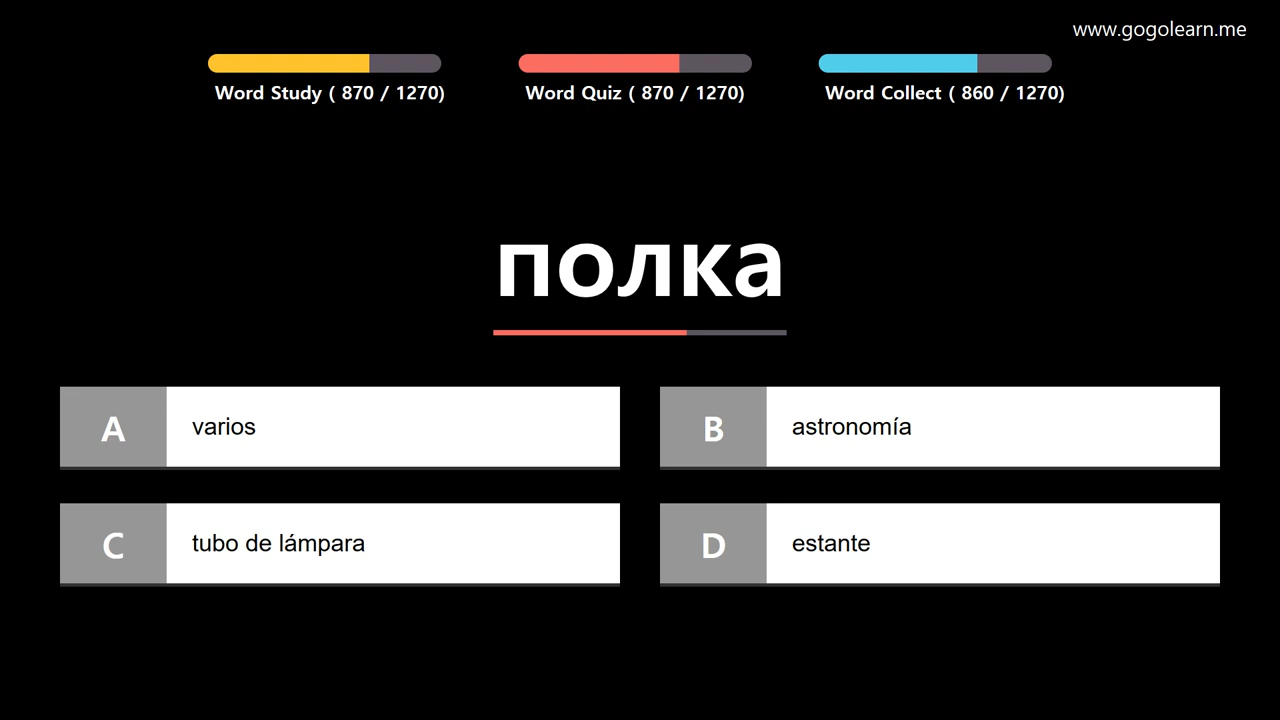 www.gogolearn.me
Word Study ( 870 / 1270)
Word Quiz ( 870 / 1270)
Word Collect ( 860 / 1270)
полка
A varios
B astronomía
C tubo de lámpara
D estante